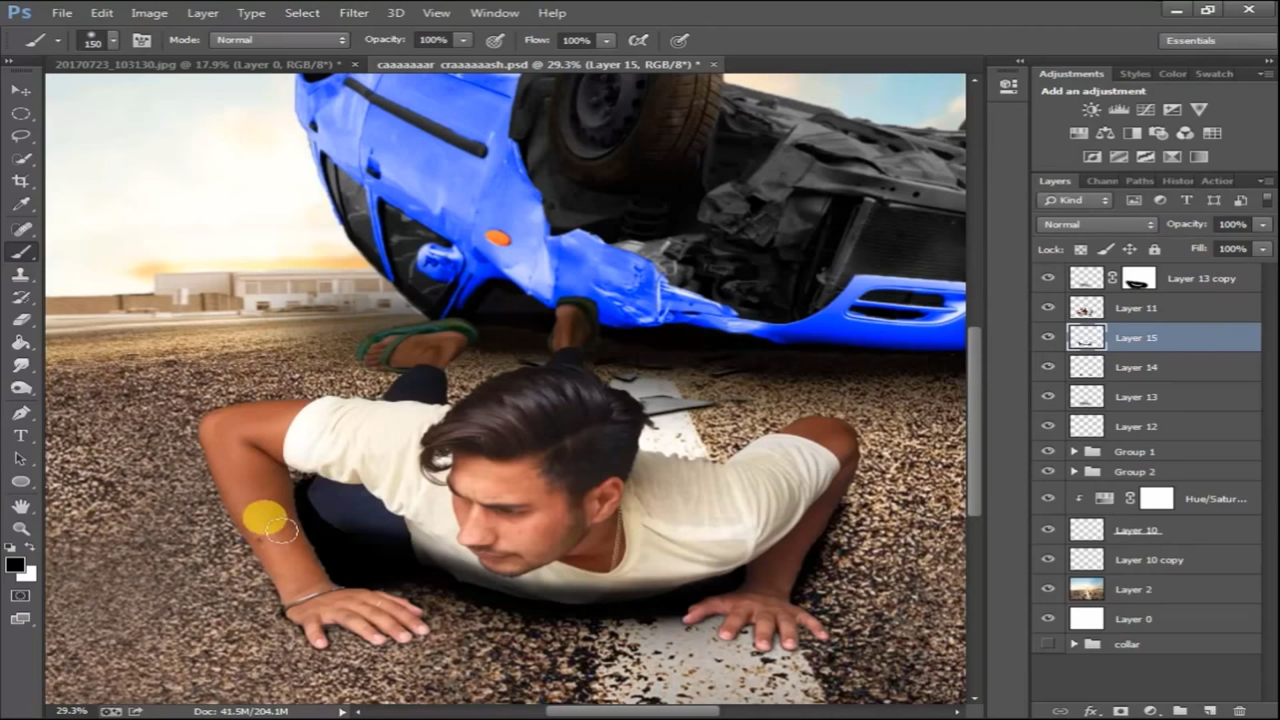 Ps File Edit Image Layer Type Select Filter 3D View Window Help
150 Mode: Normal Opacity: 100% Flow: 100% Essentials
20170723_103130.jpg @ 17.9% (Layer 0, RGB/8*) * × caaaaaaar_craaaaaash.psd @ 29.3% (Layer 15, RGB/8*) * ×
Adjustments Styles Color Swatch
Add an adjustment
Layers Chann Paths Histor Action
Kind
Normal Opacity: 100%
Lock: Fill: 100%
Layer 13 copy
Layer 11
Layer 15
Layer 14
Layer 13
Layer 12
Group 1
Group 2
Hue/Satur...
Layer 10
Layer 10 copy
Layer 2
Layer 0
collar
29.3% Doc: 41.5M/204.1M